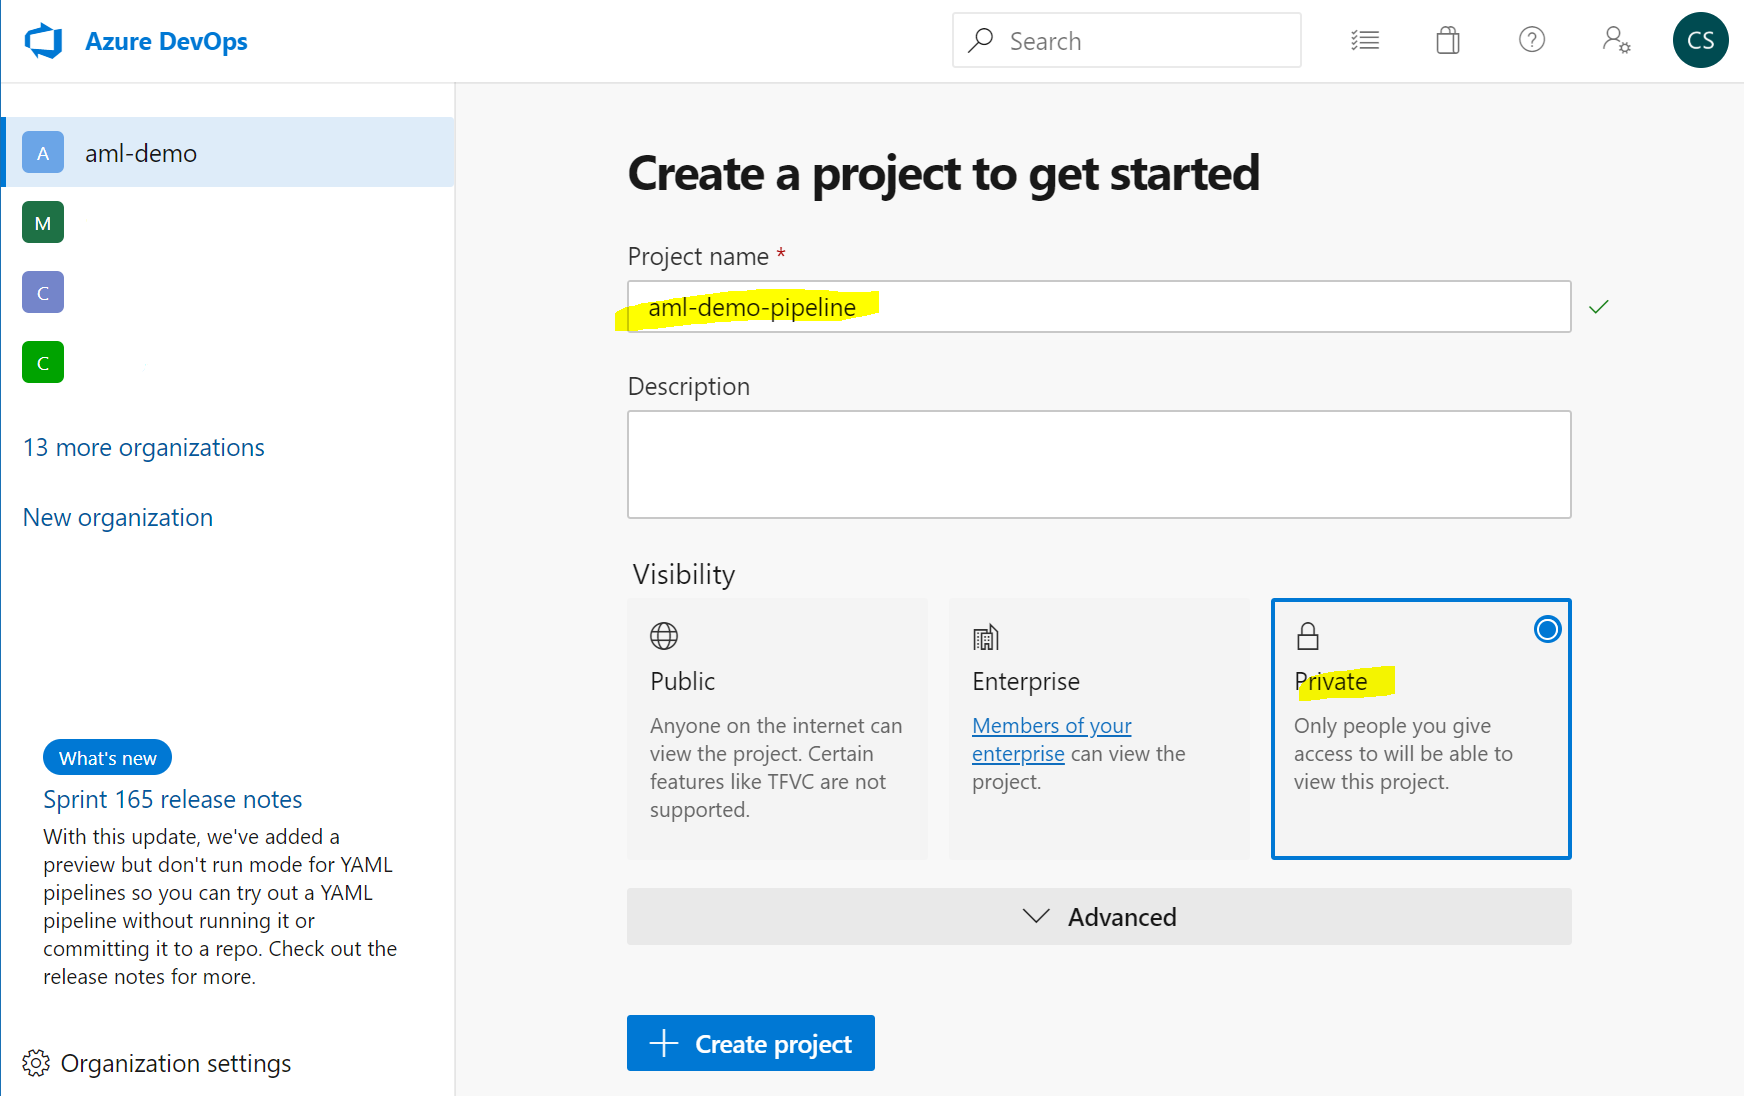 Azure DevOps
Search
CS
A
aml-demo
M
C
C
13 more organizations
New organization
What's new
Sprint 165 release notes
With this update, we've added a
preview but don't run mode for YAML
pipelines so you can try out a YAML
pipeline without running it or
committing it to a repo. Check out the
release notes for more.
Organization settings
Create a project to get started
Project name *
aml-demo-pipeline
Description
Visibility
Public
Anyone on the internet can
view the project. Certain
features like TFVC are not
supported.
Enterprise
Members of your
enterprise can view the
project.
Private
Only people you give
access to will be able to
view this project.
Advanced
Create project